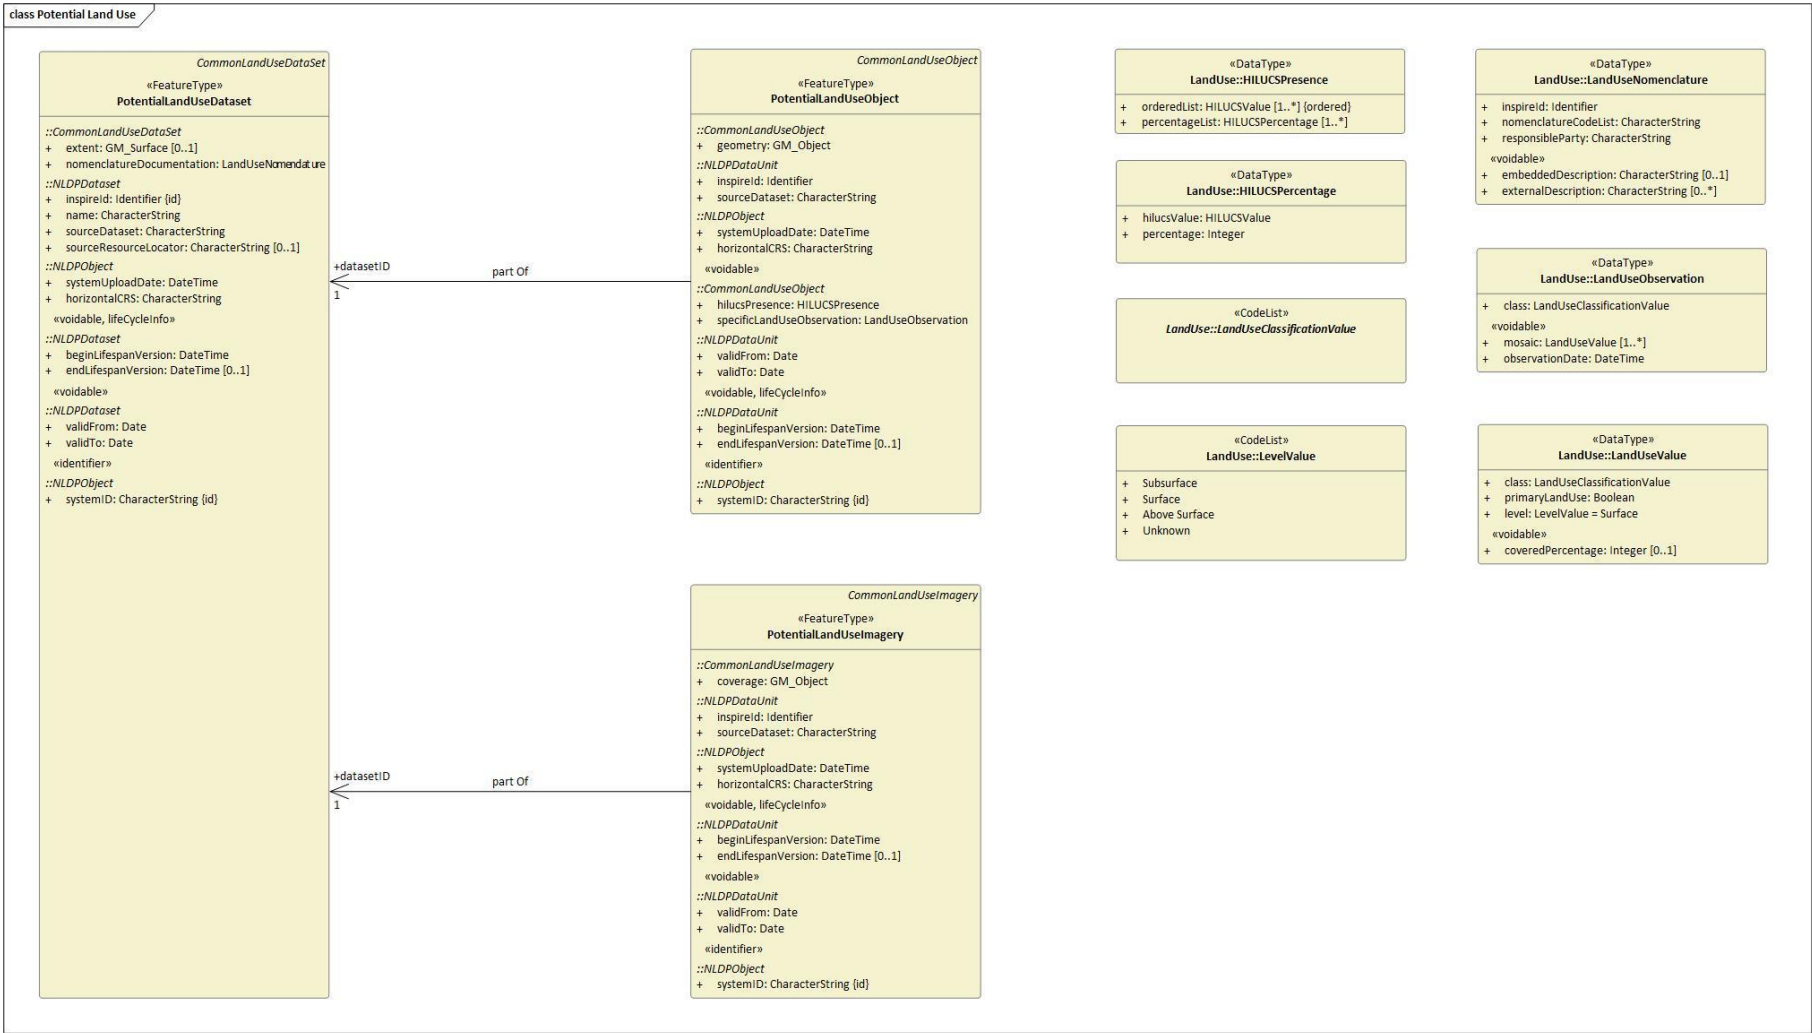 class Potential Land Use
CommonLandUseDataSet
«FeatureType»
PotentialLandUseDataset
::CommonLandUseDataSet
+ extent: GM_Surface [0..1]
+ nomenclatureDocumentation: LandUseNomenclature
::NLDPDataset
+ inspireId: Identifier {id}
+ name: CharacterString
+ sourceDataset: CharacterString
+ sourceResourceLocator: CharacterString [0..1]
::NLDPObject
+ systemUploadDate: DateTime
+ horizontalCRS: CharacterString
«voidable, lifeCycleInfo»
::NLDPDataset
+ beginLifespanVersion: DateTime
+ endLifespanVersion: DateTime [0..1]
«voidable»
::NLDPDataset
+ validFrom: Date
+ validTo: Date
«identifier»
::NLDPObject
+ systemID: CharacterString {id}
+datasetID
part Of
1
+datasetID
part Of
1
CommonLandUseObject
«FeatureType»
PotentialLandUseObject
::CommonLandUseObject
+ geometry: GM_Object
::NLDPDataUnit
+ inspireId: Identifier
+ sourceDataset: CharacterString
::NLDPObject
+ systemUploadDate: DateTime
+ horizontalCRS: CharacterString
«voidable»
::CommonLandUseObject
+ hilucsPresence: HILUCSPresence
+ specificLandUseObservation: LandUseObservation
::NLDPDataUnit
+ validFrom: Date
+ validTo: Date
«voidable, lifeCycleInfo»
::NLDPDataUnit
+ beginLifespanVersion: DateTime
+ endLifespanVersion: DateTime [0..1]
«identifier»
::NLDPObject
+ systemID: CharacterString {id}
CommonLandUseImagery
«FeatureType»
PotentialLandUseImagery
::CommonLandUseImagery
+ coverage: GM_Object
::NLDPDataUnit
+ inspireId: Identifier
+ sourceDataset: CharacterString
::NLDPObject
+ systemUploadDate: DateTime
+ horizontalCRS: CharacterString
«voidable, lifeCycleInfo»
::NLDPDataUnit
+ beginLifespanVersion: DateTime
+ endLifespanVersion: DateTime [0..1]
«voidable»
::NLDPDataUnit
+ validFrom: Date
+ validTo: Date
«identifier»
::NLDPObject
+ systemID: CharacterString {id}
«DataType»
LandUse::HILUCSPresence
+ orderedList: HILUCSValue [1..*] {ordered}
+ percentageList: HILUCSPercentage [1..*]
«DataType»
LandUse::HILUCSPercentage
+ hilucsValue: HILUCSValue
+ percentage: Integer
«CodeList»
LandUse::LandUseClassificationValue
«CodeList»
LandUse::LevelValue
+ Subsurface
+ Surface
+ Above Surface
+ Unknown
«DataType»
LandUse::LandUseNomenclature
+ inspireId: Identifier
+ nomenclatureCodeList: CharacterString
+ responsibleParty: CharacterString
«voidable»
+ embeddedDescription: CharacterString [0..1]
+ externalDescription: CharacterString [0..*]
«DataType»
LandUse::LandUseObservation
+ class: LandUseClassificationValue
«voidable»
+ mosaic: LandUseValue [1..*]
+ observationDate: DateTime
«DataType»
LandUse::LandUseValue
+ class: LandUseClassificationValue
+ primaryLandUse: Boolean
+ level: LevelValue = Surface
«voidable»
+ coveredPercentage: Integer [0..1]